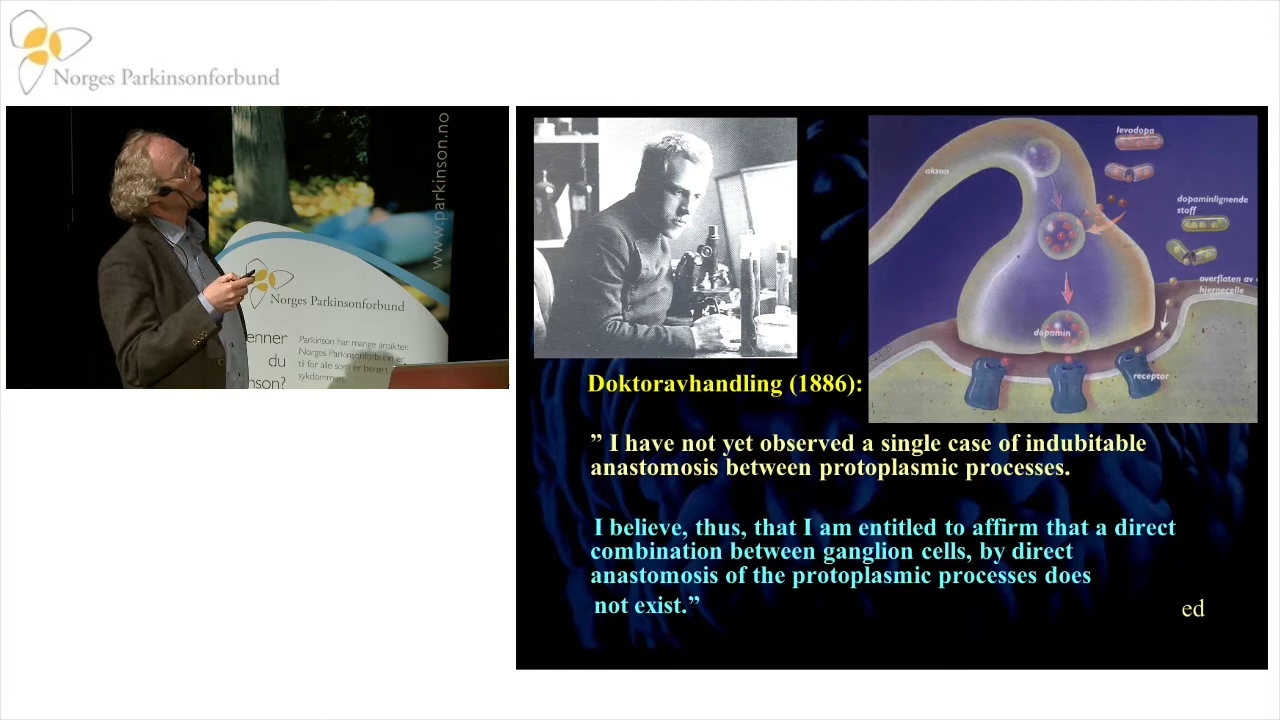 Norges Parkinsonforbund
www.parkinson.no
Norges Parkinsonforbund
enner
du
nson?
Parkinson har mange ansikter.
Norges Parkinsonforbund er
til for alle som er berørt av
sykdommen.
levodopa
akson
dopaminlignende
stoff
overflaten av
hjernecelle
dopamin
receptor
Doktoravhandling (1886):
” I have not yet observed a single case of indubitable
anastomosis between protoplasmic processes.
I believe, thus, that I am entitled to affirm that a direct
combination between ganglion cells, by direct
anastomosis of the protoplasmic processes does
not exist.”
ed